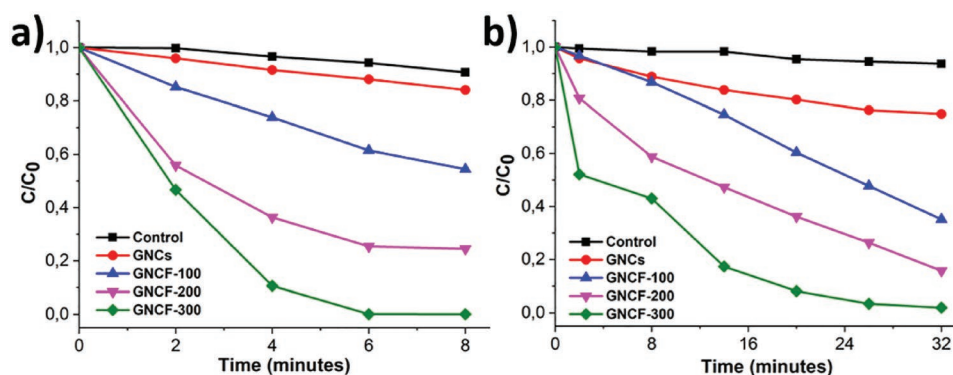 a)
C/C0
1,0
0,8
0,6
0,4
0,2
0,0
Control
GNCs
GNCF-100
GNCF-200
GNCF-300
0 2 4 6 8
Time (minutes)
b)
C/C0
1,0
0,8
0,6
0,4
0,2
0,0
Control
GNCs
GNCF-100
GNCF-200
GNCF-300
0 8 16 24 32
Time (minutes)